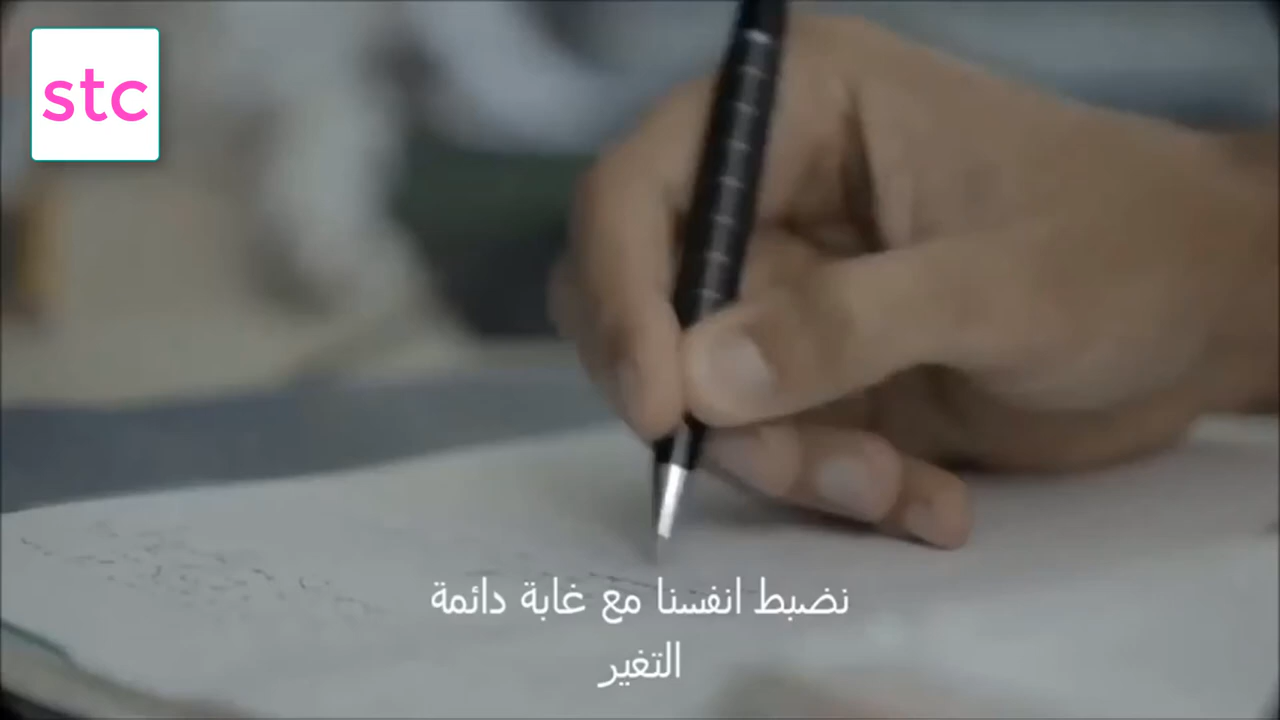 stc
نضبط انفسنا مع غابة دائمة
التغير